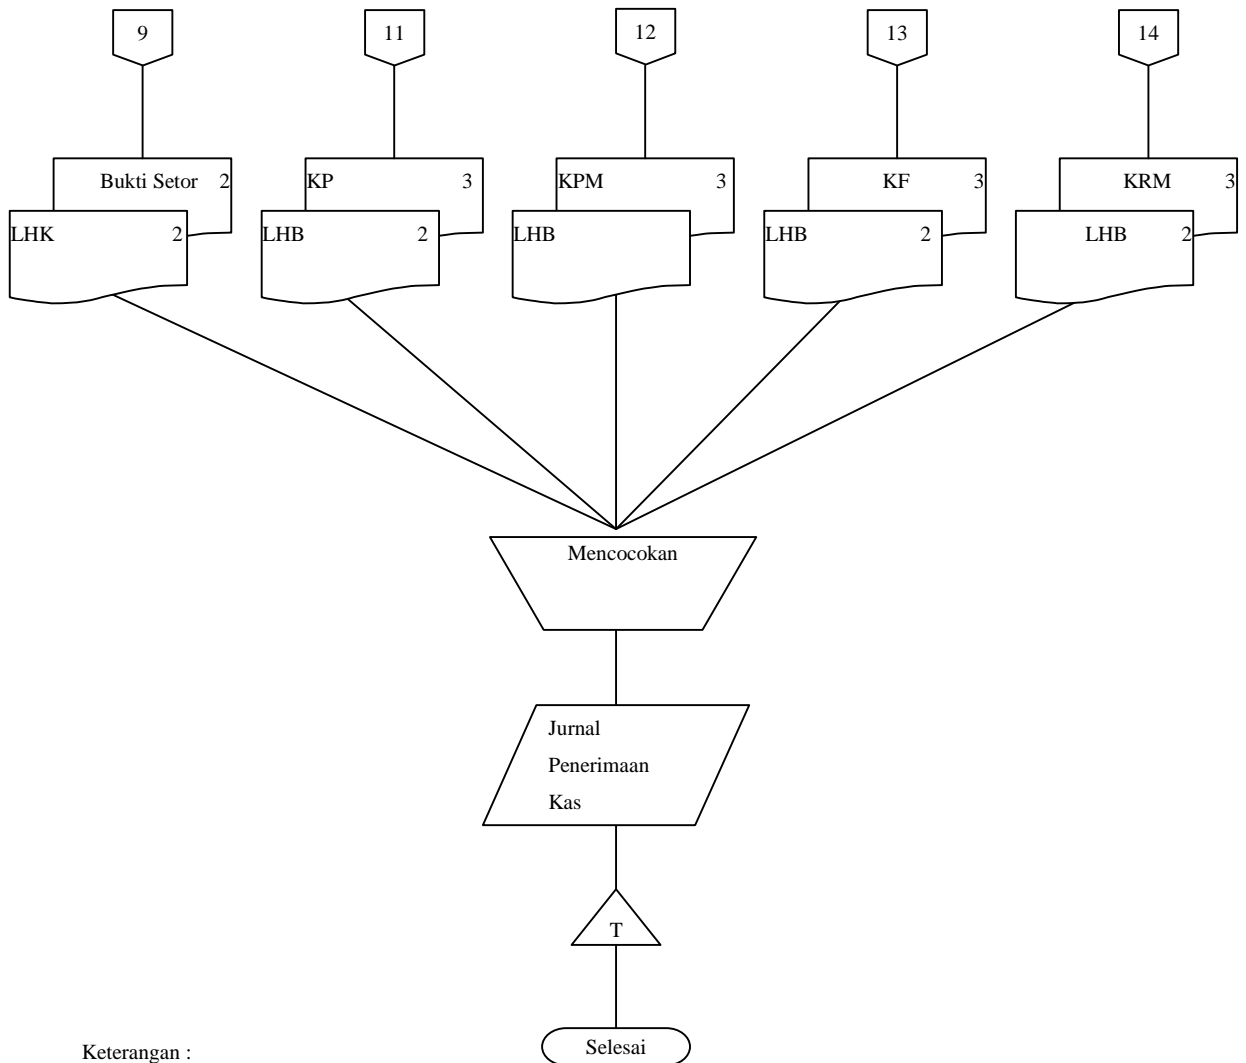 9 11 12 13 14
Bukti Setor 2 KP 3 KPM 3 KF 3 KRM 3
LHK 2 LHB 2 LHB LHB 2 LHB 2
Mencocokan
Jurnal
Penerimaan
Kas
T
Selesai
Keterangan :